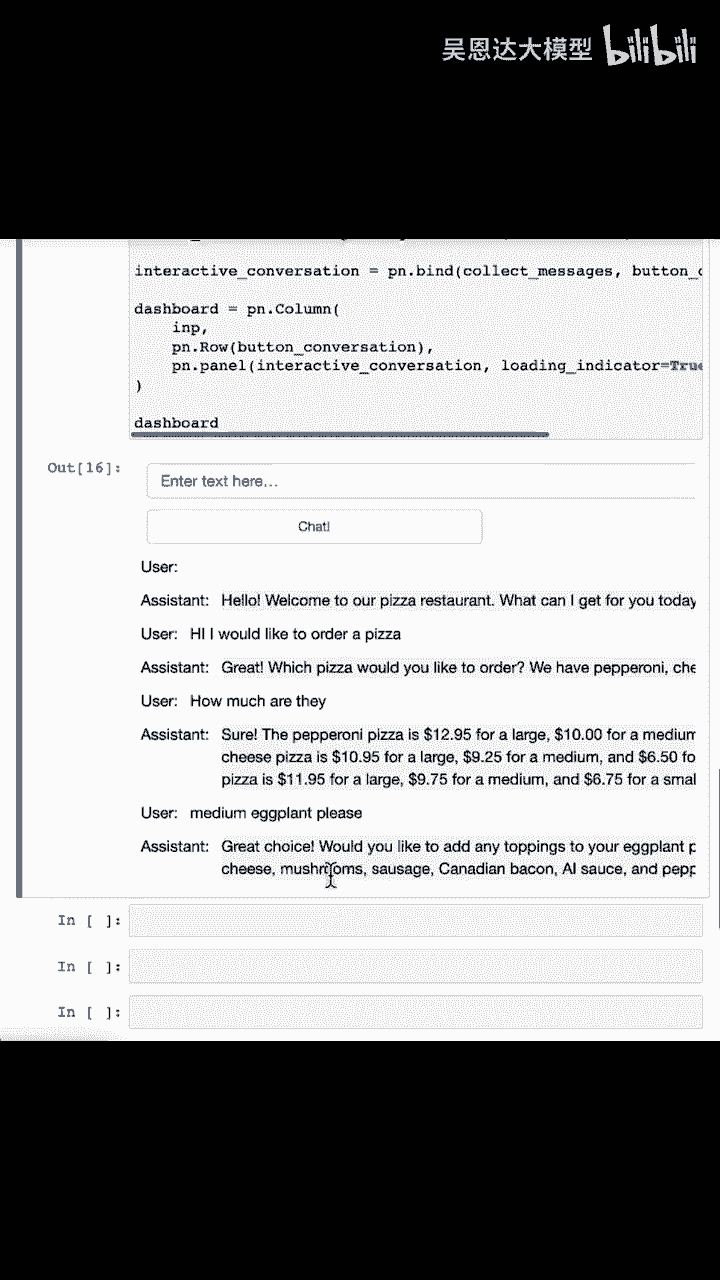 吴恩达大模型 bilibili
interactive_conversation = pn.bind(collect_messages, button_c
dashboard = pn.Column(
inp,
pn.Row(button_conversation),
pn.panel(interactive_conversation, loading_indicator=True
)
dashboard
Out[16]:
Enter text here...
Chat!
User:
Assistant: Hello! Welcome to our pizza restaurant. What can I get for you today
User: HI I would like to order a pizza
Assistant: Great! Which pizza would you like to order? We have pepperoni, che
User: How much are they
Assistant: Sure! The pepperoni pizza is $12.95 for a large, $10.00 for a medium
cheese pizza is $10.95 for a large, $9.25 for a medium, and $6.50 fo
pizza is $11.95 for a large, $9.75 for a medium, and $6.75 for a smal
User: medium eggplant please
Assistant: Great choice! Would you like to add any toppings to your eggplant p
cheese, mushrooms, sausage, Canadian bacon, AI sauce, and pepp
In [ ]:
In [ ]:
In [ ]: